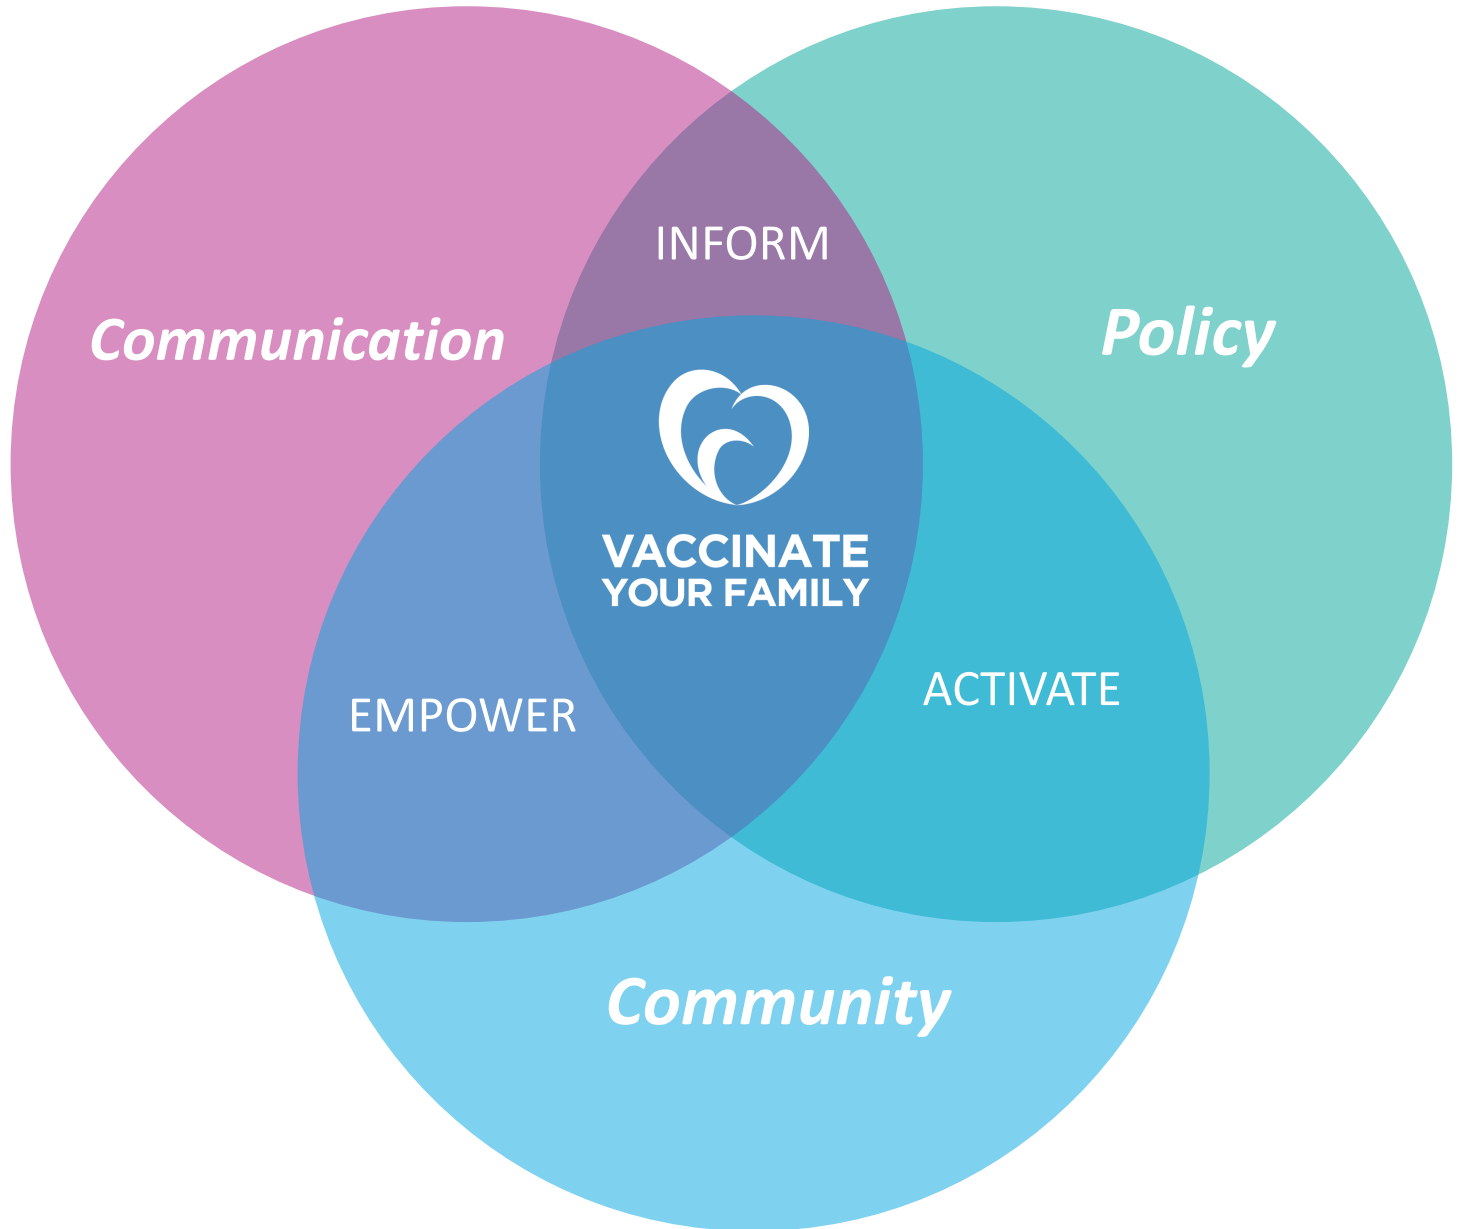 INFORM
Communication
Policy
VACCINATE
YOUR FAMILY
EMPOWER
ACTIVATE
Community